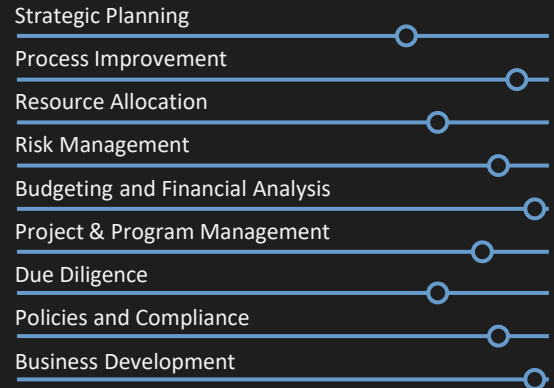 Strategic Planning
Process Improvement
Resource Allocation
Risk Management
Budgeting and Financial Analysis
Project & Program Management
Due Diligence
Policies and Compliance
Business Development